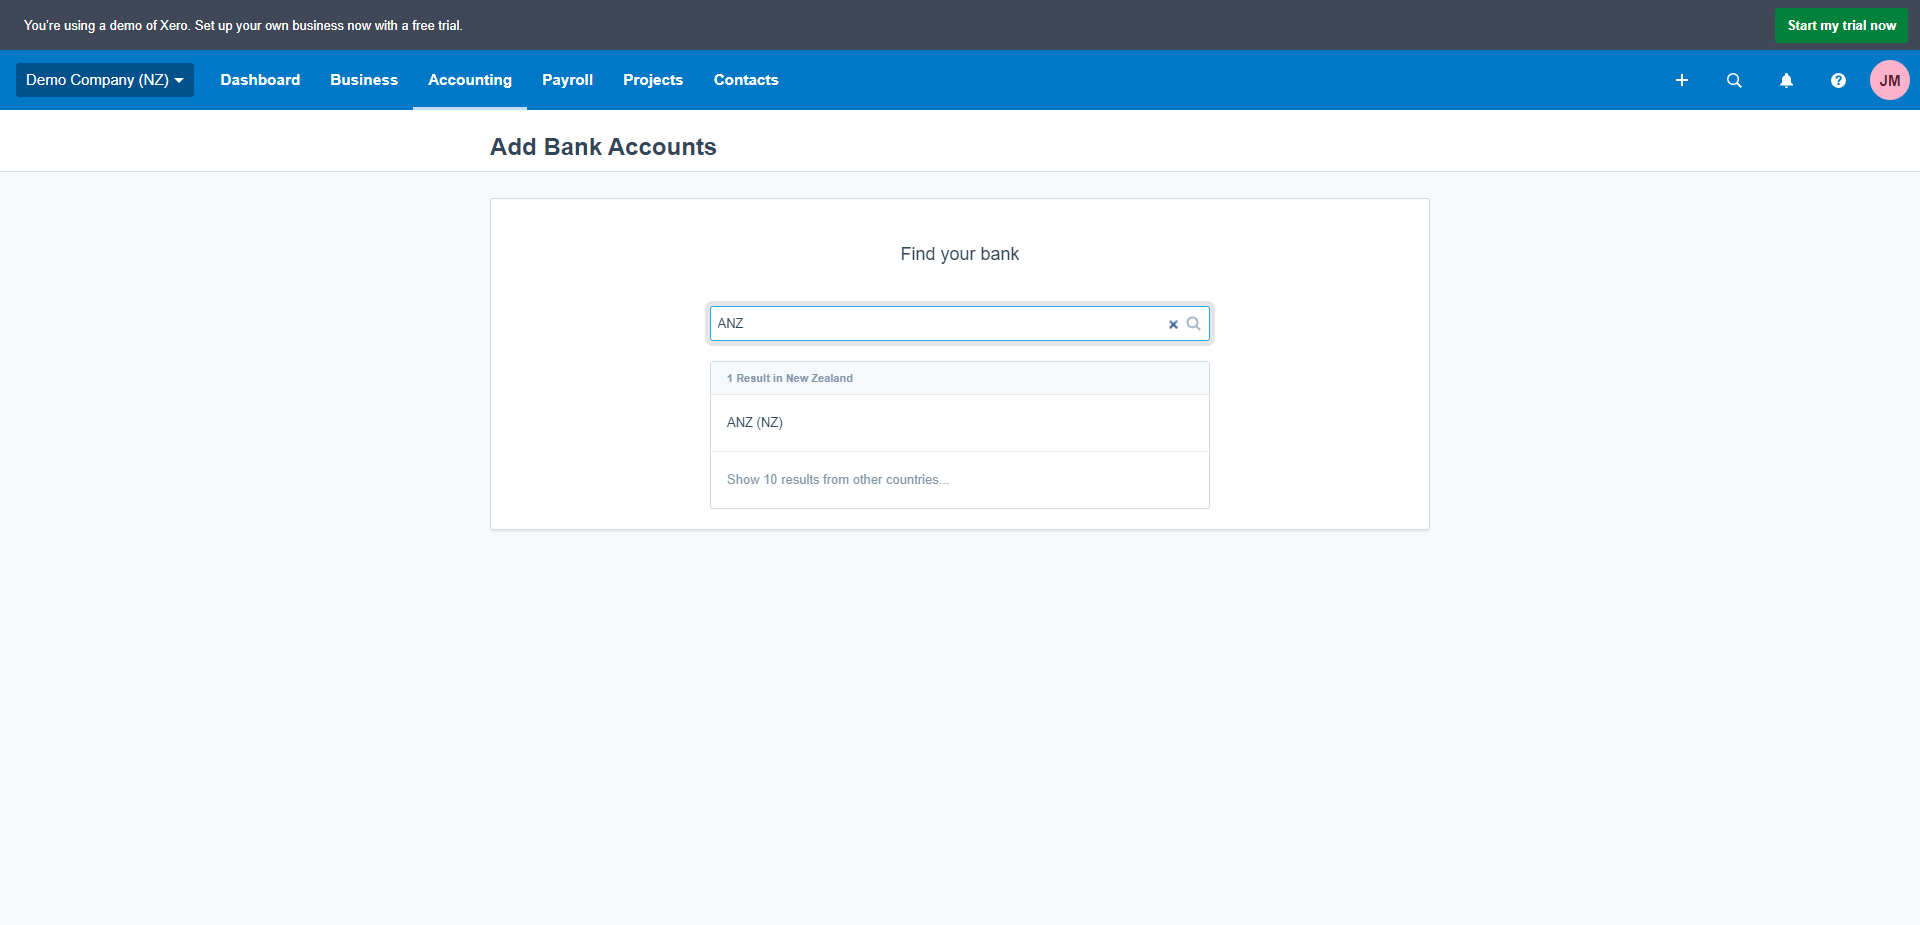 You're using a demo of Xero. Set up your own business now with a free trial.
Start my trial now
Demo Company (NZ)
Dashboard
Business
Accounting
Payroll
Projects
Contacts
JM
Add Bank Accounts
Find your bank
ANZ
1 Result in New Zealand
ANZ (NZ)
Show 10 results from other countries...